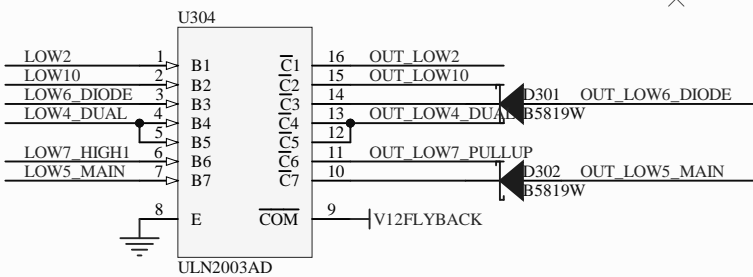 U304
LOW2 1 B1 C1 16 OUT_LOW2
LOW10 2 B2 C2 15 OUT_LOW10
LOW6_DIODE 3 B3 C3 14 D301 OUT_LOW6_DIODE
LOW4_DUAL 4 B4 C4 13 OUT_LOW4_DUAL B5819W
5 B5 C5 12
LOW7_HIGH1 6 B6 C6 11 OUT_LOW7_PULLUP
LOW5_MAIN 7 B7 C7 10 D302 OUT_LOW5_MAIN
B5819W
8 E COM 9 V12FLYBACK
ULN2003AD